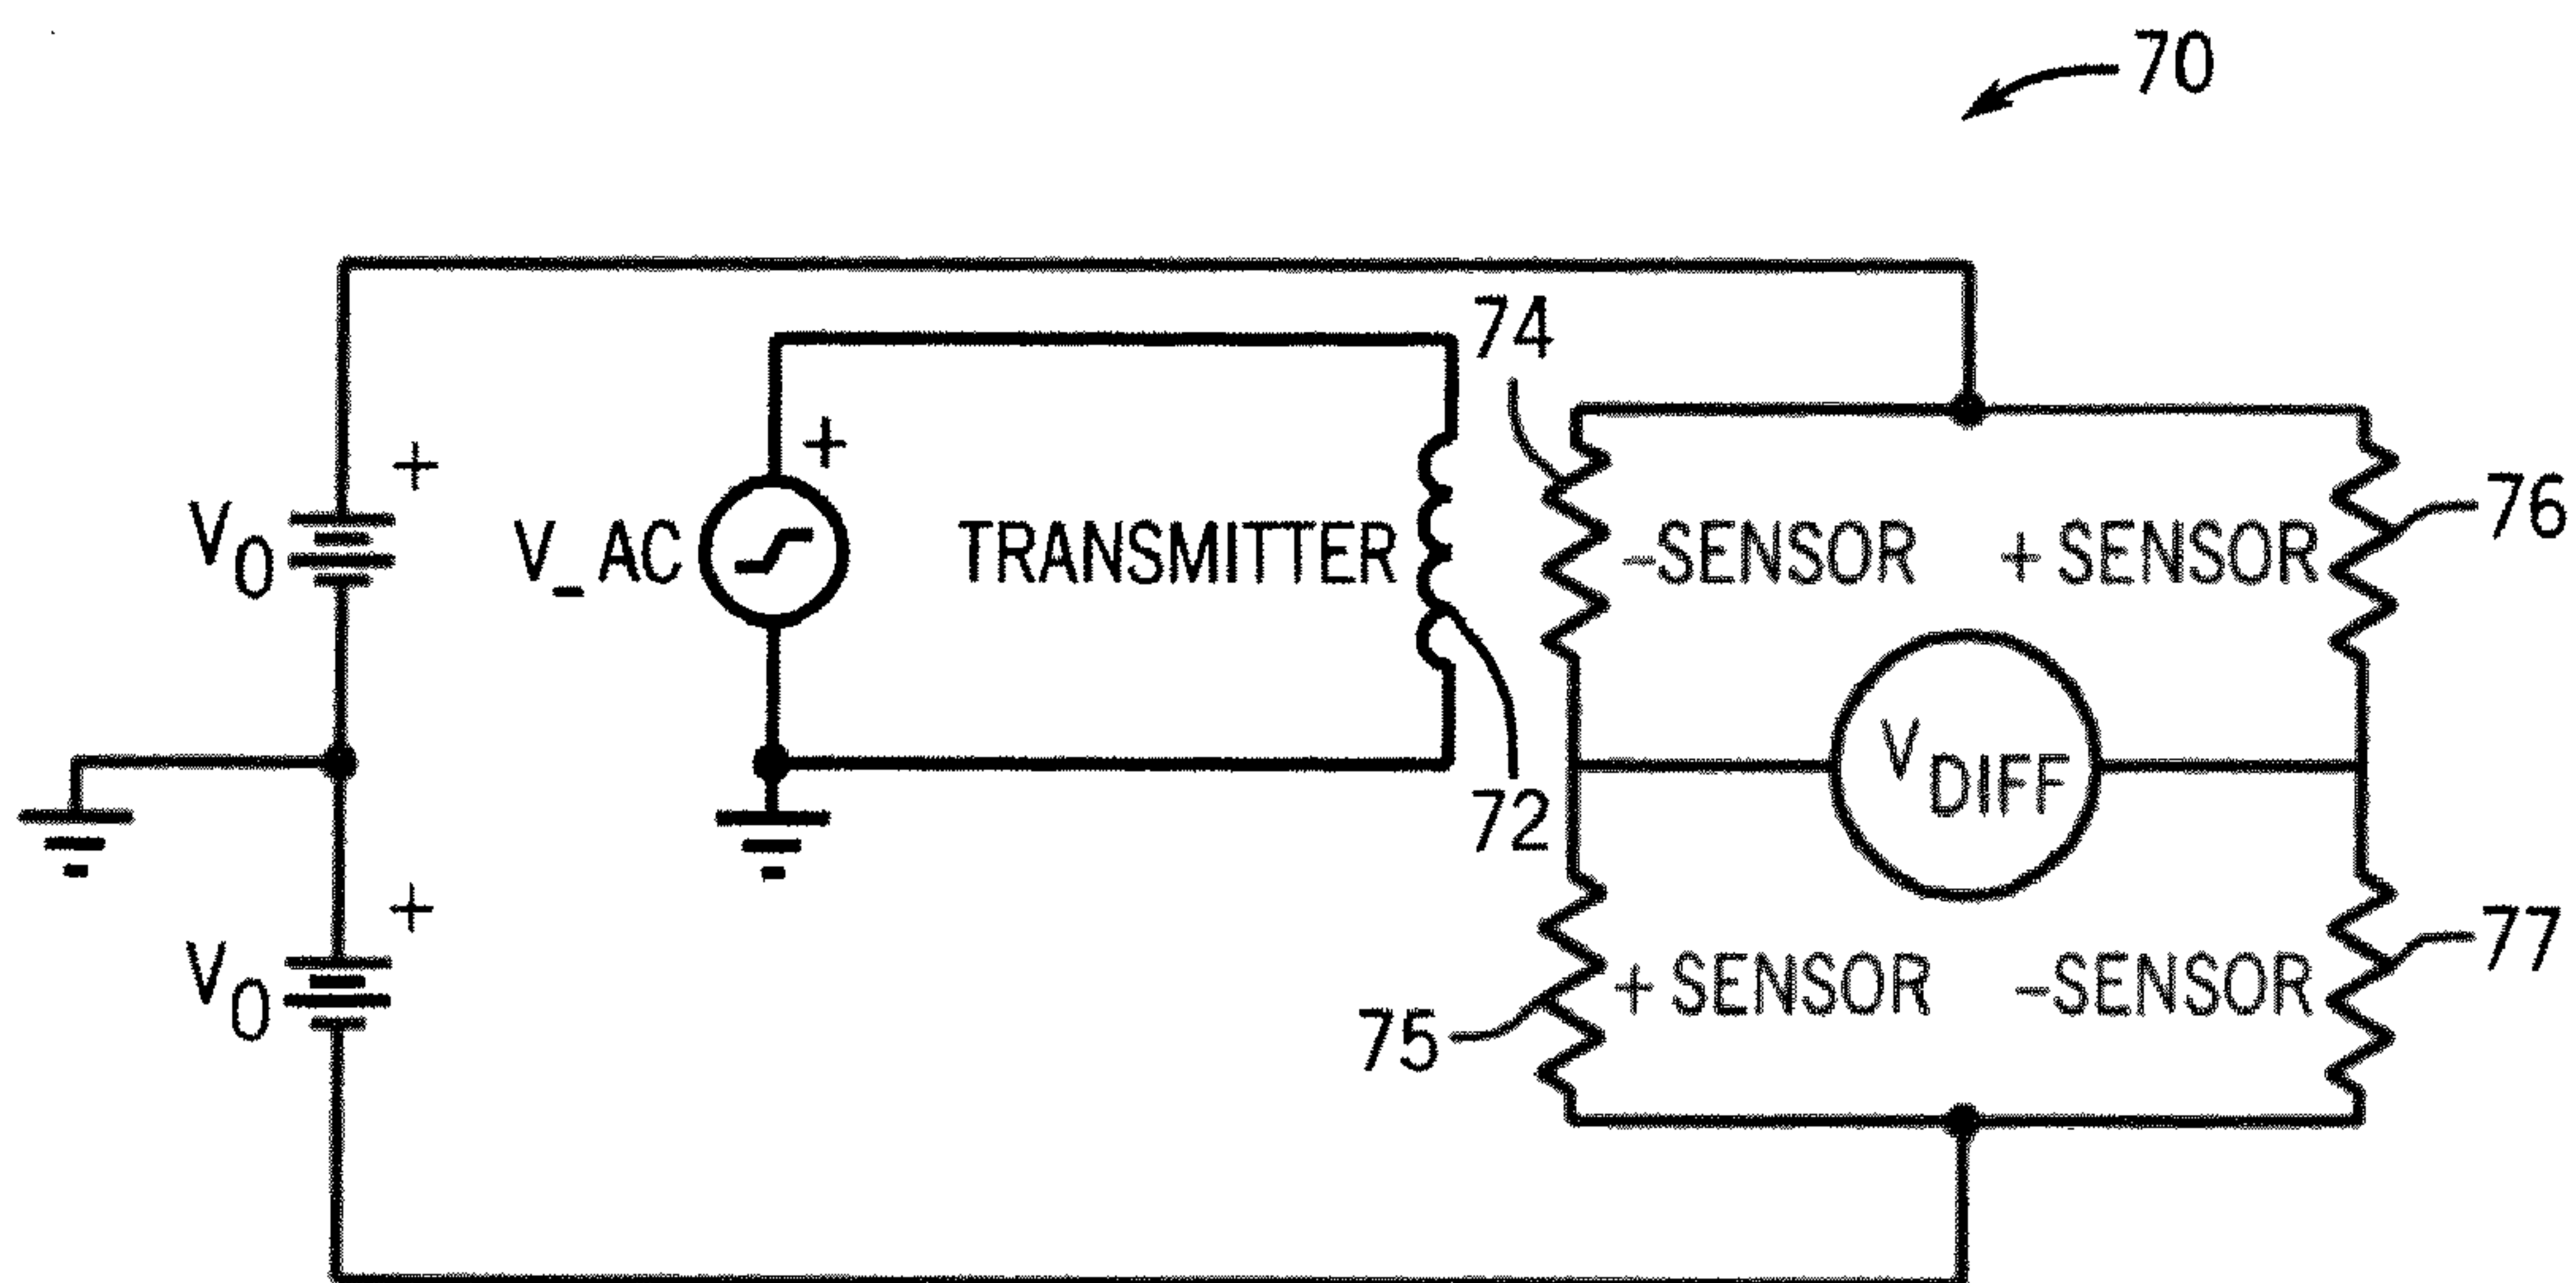 70
74
+
+
V0
V_AC
TRANSMITTER
-SENSOR
+ SENSOR
76
VDIFF
72
+
V0
+ SENSOR
-SENSOR
77
75